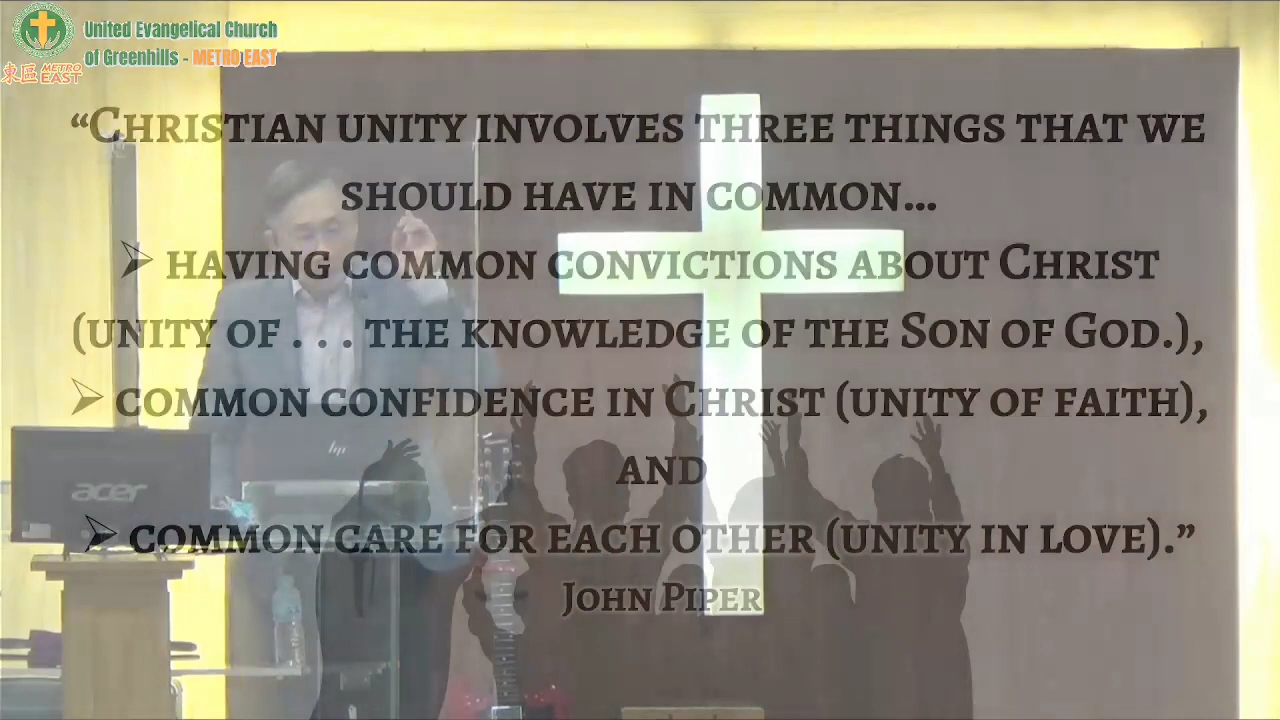 United Evangelical Church
of Greenhills - METRO EAST
東區 METRO EAST
“Christian unity involves three things that we
should have in common...
➢ having common convictions about Christ
(unity of . . . the knowledge of the Son of God.),
➢ common confidence in Christ (unity of faith),
and
➢ common care for each other (unity in love).”
John Piper
hp
acer